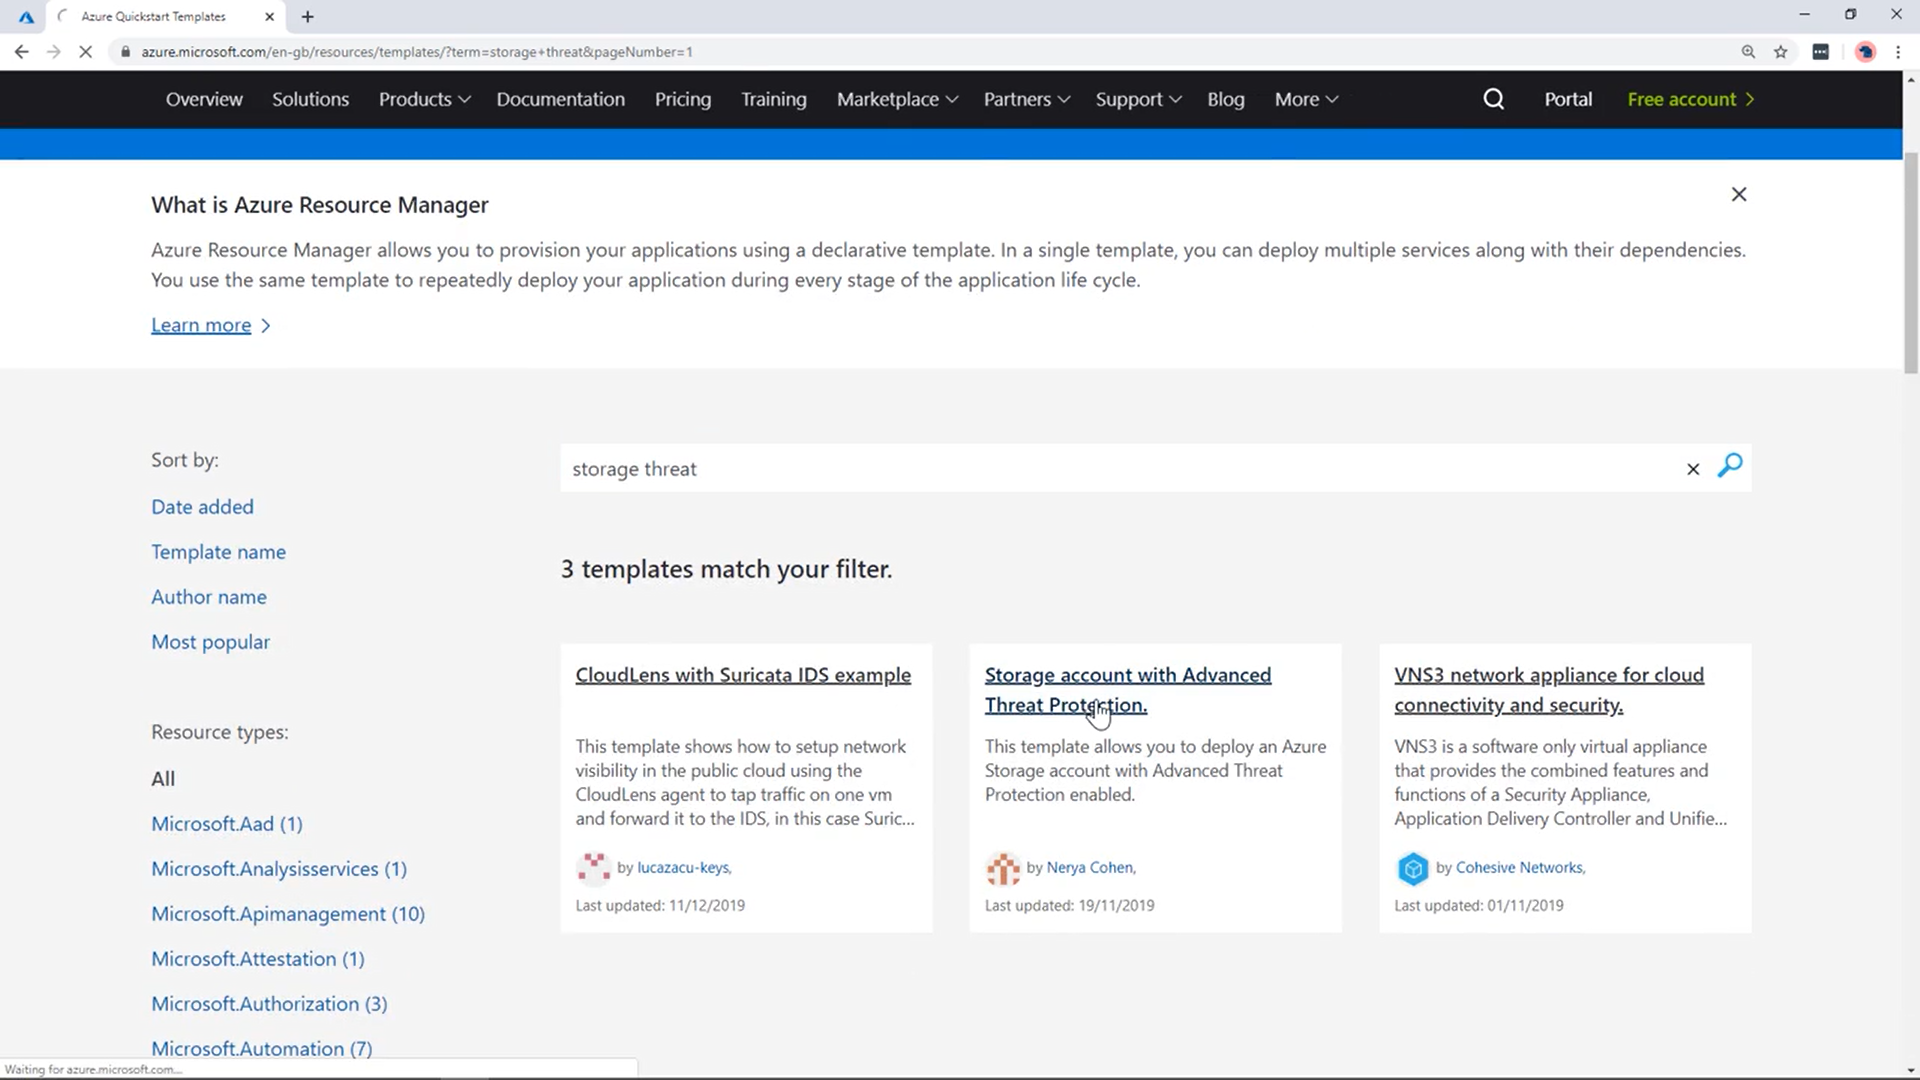 Azure Quickstart Templates
azure.microsoft.com/en-gb/resources/templates/?term=storage+threat&pageNumber=1
Overview Solutions Products Documentation Pricing Training Marketplace Partners Support Blog More Portal Free account
What is Azure Resource Manager
Azure Resource Manager allows you to provision your applications using a declarative template. In a single template, you can deploy multiple services along with their dependencies.
You use the same template to repeatedly deploy your application during every stage of the application life cycle.
Learn more
Sort by:
Date added
Template name
Author name
Most popular
Resource types:
All
Microsoft.Aad (1)
Microsoft.Analysisservices (1)
Microsoft.Apimanagement (10)
Microsoft.Attestation (1)
Microsoft.Authorization (3)
Microsoft.Automation (7)
storage threat
3 templates match your filter.
CloudLens with Suricata IDS example
This template shows how to setup network
visibility in the public cloud using the
CloudLens agent to tap traffic on one vm
and forward it to the IDS, in this case Suric...
by lucazacu-keys,
Last updated: 11/12/2019
Storage account with Advanced
Threat Protection.
This template allows you to deploy an Azure
Storage account with Advanced Threat
Protection enabled.
by Nerya Cohen,
Last updated: 19/11/2019
VNS3 network appliance for cloud
connectivity and security.
VNS3 is a software only virtual appliance
that provides the combined features and
functions of a Security Appliance,
Application Delivery Controller and Unifie...
by Cohesive Networks,
Last updated: 01/11/2019
Waiting for azure.microsoft.com...